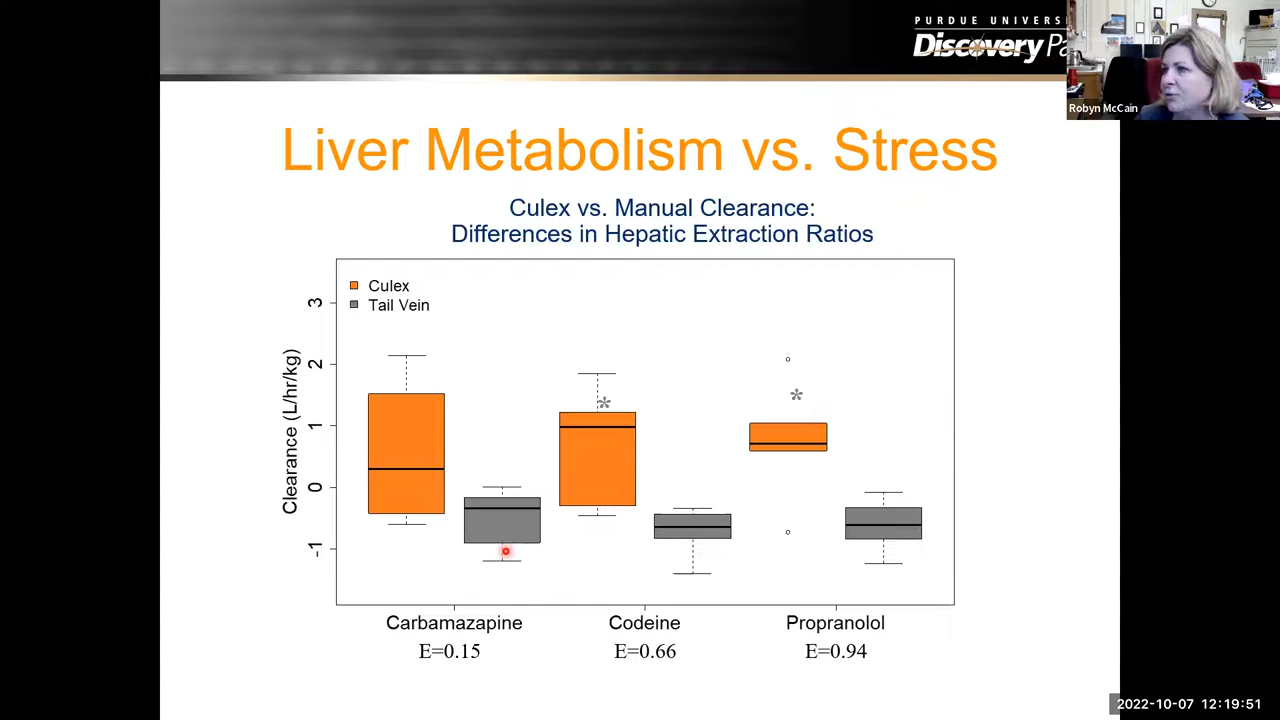 PURDUE UNIVERSI
Discovery Pa
Robyn McCain
Liver Metabolism vs. Stress
Culex vs. Manual Clearance:
Differences in Hepatic Extraction Ratios
Culex
Tail Vein
Clearance (L/hr/kg)
3
2
1
0
-1
*
*
Carbamazapine Codeine Propranolol
E=0.15 E=0.66 E=0.94
2022-10-07 12:19:51